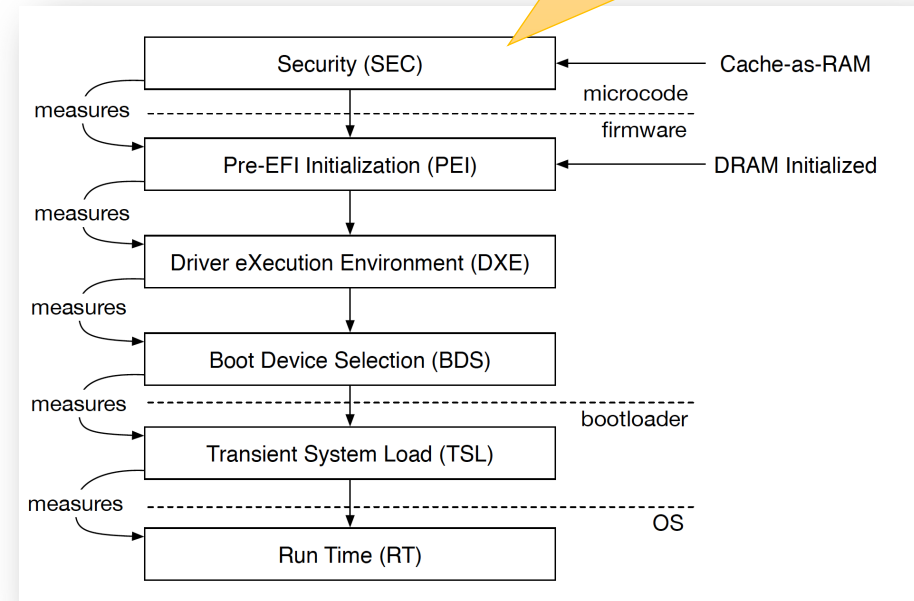 Security (SEC)
Cache-as-RAM
measures
microcode
firmware
Pre-EFI Initialization (PEI)
DRAM Initialized
measures
Driver eXecution Environment (DXE)
measures
Boot Device Selection (BDS)
measures
bootloader
Transient System Load (TSL)
measures
OS
Run Time (RT)